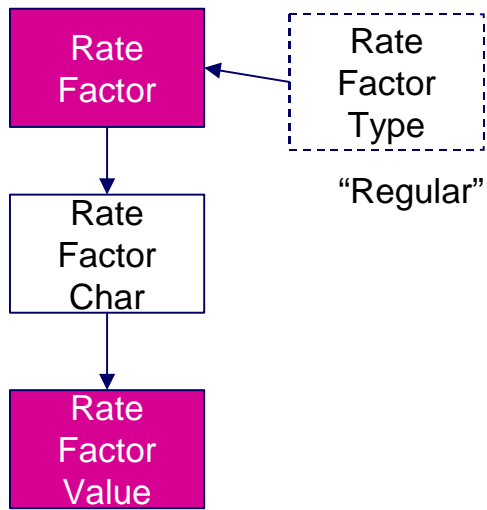 Rate
Factor
Rate
Factor
Type
“Regular”
Rate
Factor
Char
Rate
Factor
Value